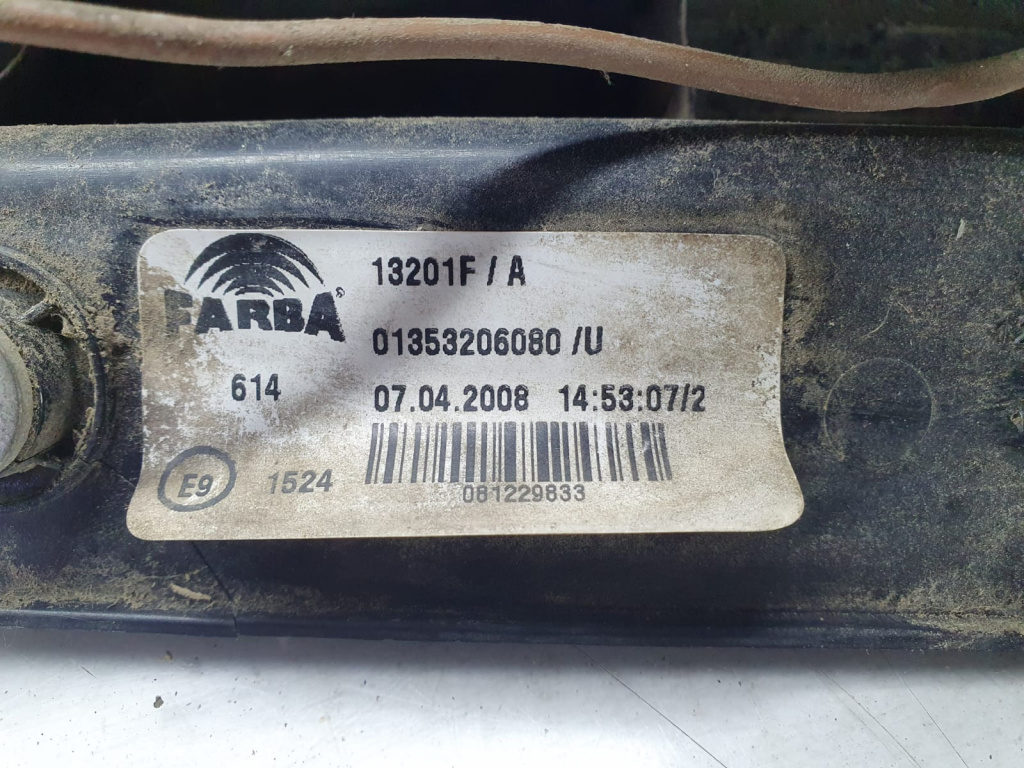 FARBA®
13201F / A
01353206080 /U
614
07.04.2008 14:53:07/2
E9
1524
081229833